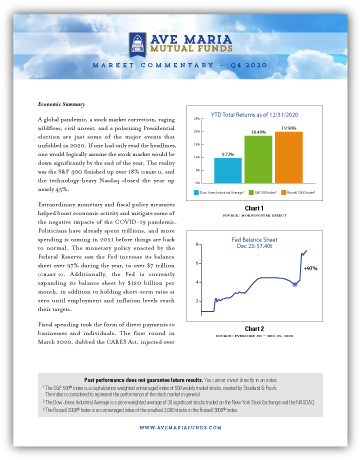 AVE MARIA
MUTUAL FUNDS
MARKET COMMENTARY – Q4 2020
Economic Summary
A global pandemic, a stock market correction, raging
wildfires, civil unrest, and a polarizing Presidential
election are just some of the major events that
unfolded in 2020. If one had only read the headlines,
one would logically assume the stock market would be
down significantly by the end of the year. The reality
was the S&P 500 finished up over 18% (CHART 1), and
the technology-heavy Nasdaq closed the year up
nearly 45%.
Extraordinary monetary and fiscal policy measures
helped boost economic activity and mitigate some of
the negative impacts of the COVID-19 pandemic.
Politicians have already spent trillions, and more
spending is coming in 2021 before things are back
to normal. The monetary policy enacted by the
Federal Reserve saw the Fed increase its balance
sheet over 97% during the year, to over $7 trillion
(CHART 2). Additionally, the Fed is currently
expanding its balance sheet by $120 billion per
month, in addition to holding short-term rates at
zero until employment and inflation levels reach
their targets.
Fiscal spending took the form of direct payments to
businesses and individuals. The first round in
March 2020, dubbed the CARES Act, injected over
YTD Total Returns as of 12/31/2020
25%
20%
15%
10%
5%
0%
9.72%
18.40%
19.96%
Dow Jones Industrial Average²
S&P 500 Index¹
Russell 2000 Index³
Chart 1
SOURCE: MORNINGSTAR DIRECT
Fed Balance Sheet
Dec 23: $7.40t
8
6
4
2
+97%
Chart 2
SOURCE: EVERCORE ISI – DEC 28, 2020
Past performance does not guarantee future results. You cannot invest directly in an index.
¹ The S&P 500® Index is a capitalization-weighted unmanaged index of 500 widely traded stocks, created by Standard & Poor's.
The index is considered to represent the performance of the stock market in general.
² The Dow Jones Industrial Average is a price-weighted average of 30 significant stocks traded on the New York Stock Exchange and the NASDAQ.
³ The Russell 2000® Index is an unmanaged index of the smallest 2,000 stocks in the Russell 3000® Index.
WWW.AVEMARIAFUNDS.COM